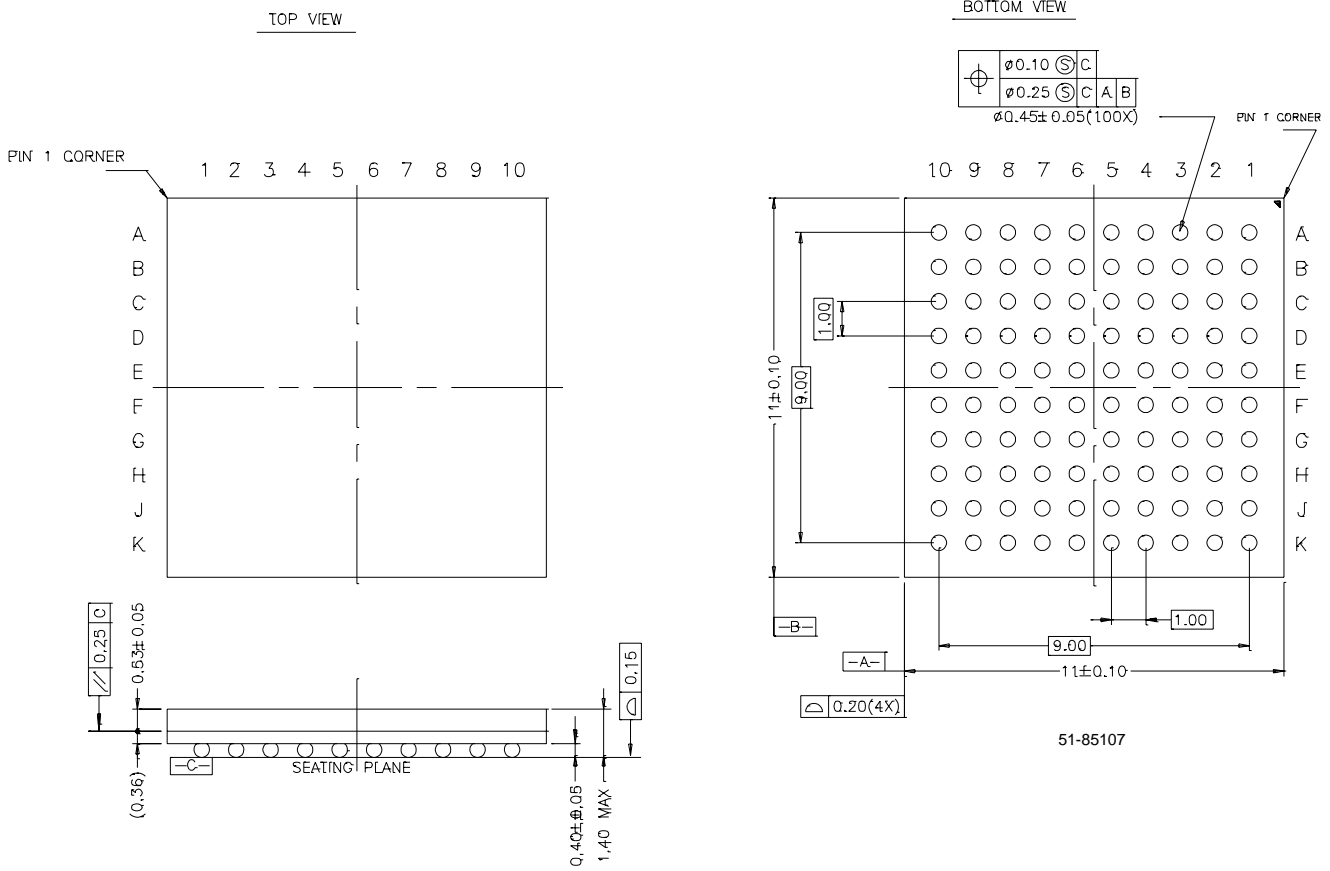 TOP VIEW
BOTTOM VIEW
ø0.10 Ⓢ C
ø0.25 Ⓢ C A B
ø0.45±0.05(100X)
PIN 1 CORNER
PIN 1 CORNER
1 2 3 4 5 6 7 8 9 10
10 9 8 7 6 5 4 3 2 1
A
B
C
D
E
F
G
H
J
K
A
B
C
D
E
F
G
H
J
K
1.00
9.00
11±0.10
-B-
1.00
9.00
-A-
11±0.10
0.20(4X)
// 0.25 C
0.53±0.05
0.15
-C-
SEATING PLANE
(0.36)
0.40±0.05
1.40 MAX
51-85107